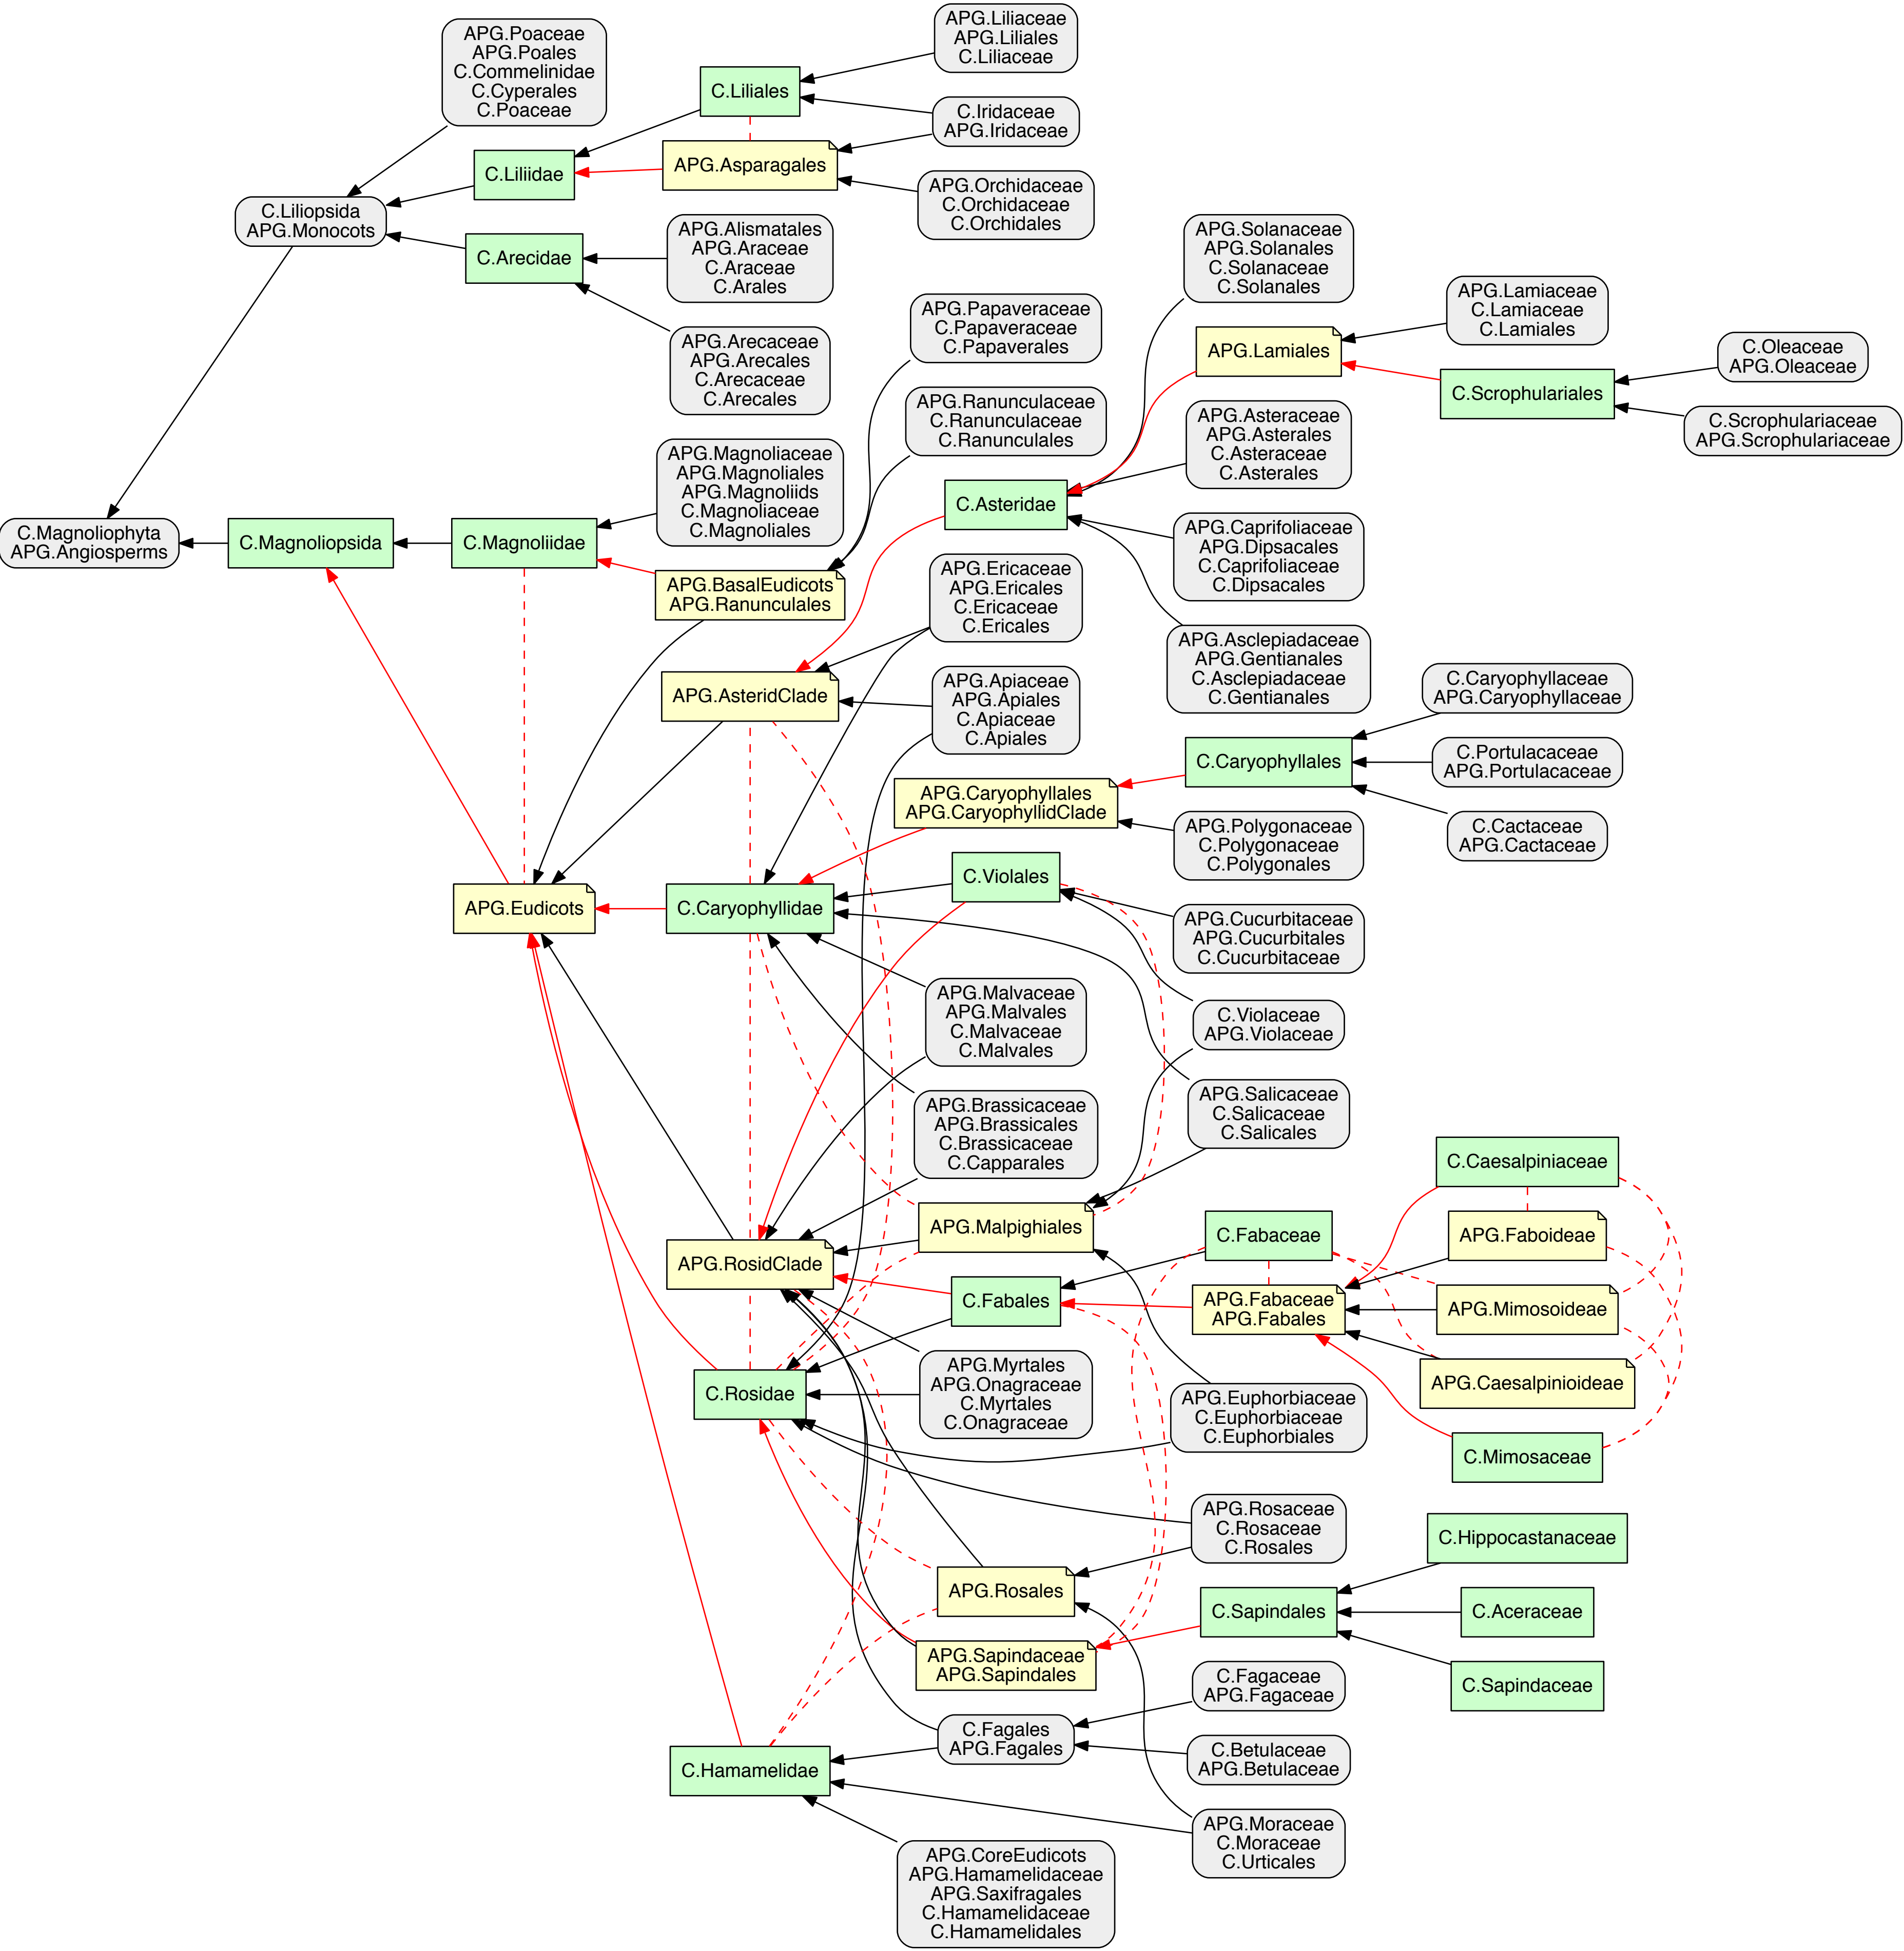 APG.Poaceae
APG.Poales
C.Commelinidae
C.Cyperales
C.Poaceae
C.Liliopsida
APG.Monocots
C.Magnoliophyta
APG.Angiosperms
C.Magnoliopsida
C.Liliidae
C.Arecidae
C.Magnoliidae
APG.Eudicots
C.Liliales
APG.Asparagales
APG.Alismatales
APG.Araceae
C.Araceae
C.Arales
APG.Arecaceae
APG.Arecales
C.Arecaceae
C.Arecales
APG.Magnoliaceae
APG.Magnoliales
APG.Magnoliids
C.Magnoliaceae
C.Magnoliales
APG.BasalEudicots
APG.Ranunculales
APG.AsteridClade
C.Caryophyllidae
APG.RosidClade
C.Rosidae
C.Hamamelidae
APG.Liliaceae
APG.Liliales
C.Liliaceae
C.Iridaceae
APG.Iridaceae
APG.Orchidaceae
C.Orchidaceae
C.Orchidales
APG.Papaveraceae
C.Papaveraceae
C.Papaverales
APG.Ranunculaceae
C.Ranunculaceae
C.Ranunculales
C.Asteridae
APG.Ericaceae
APG.Ericales
C.Ericaceae
C.Ericales
APG.Apiaceae
APG.Apiales
C.Apiaceae
C.Apiales
APG.Caryophyllales
APG.CaryophyllidClade
C.Violales
APG.Malvaceae
APG.Malvales
C.Malvaceae
C.Malvales
APG.Brassicaceae
APG.Brassicales
C.Brassicaceae
C.Capparales
APG.Malpighiales
C.Fabales
APG.Myrtales
APG.Onagraceae
C.Myrtales
C.Onagraceae
APG.Rosales
APG.Sapindaceae
APG.Sapindales
C.Fagales
APG.Fagales
APG.CoreEudicots
APG.Hamamelidaceae
APG.Saxifragales
C.Hamamelidaceae
C.Hamamelidales
APG.Solanaceae
APG.Solanales
C.Solanaceae
C.Solanales
APG.Lamiales
APG.Asteraceae
APG.Asterales
C.Asteraceae
C.Asterales
APG.Caprifoliaceae
APG.Dipsacales
C.Caprifoliaceae
C.Dipsacales
APG.Asclepiadaceae
APG.Gentianales
C.Asclepiadaceae
C.Gentianales
C.Caryophyllales
APG.Polygonaceae
C.Polygonaceae
C.Polygonales
APG.Cucurbitaceae
APG.Cucurbitales
C.Cucurbitaceae
C.Violaceae
APG.Violaceae
APG.Salicaceae
C.Salicaceae
C.Salicales
C.Fabaceae
APG.Fabaceae
APG.Fabales
APG.Euphorbiaceae
C.Euphorbiaceae
C.Euphorbiales
APG.Rosaceae
C.Rosaceae
C.Rosales
C.Sapindales
C.Fagaceae
APG.Fagaceae
C.Betulaceae
APG.Betulaceae
APG.Moraceae
C.Moraceae
C.Urticales
APG.Lamiaceae
C.Lamiaceae
C.Lamiales
C.Scrophulariales
C.Caryophyllaceae
APG.Caryophyllaceae
C.Portulacaceae
APG.Portulacaceae
C.Cactaceae
APG.Cactaceae
C.Caesalpiniaceae
APG.Faboideae
APG.Mimosoideae
APG.Caesalpinioideae
C.Mimosaceae
C.Hippocastanaceae
C.Aceraceae
C.Sapindaceae
C.Oleaceae
APG.Oleaceae
C.Scrophulariaceae
APG.Scrophulariaceae